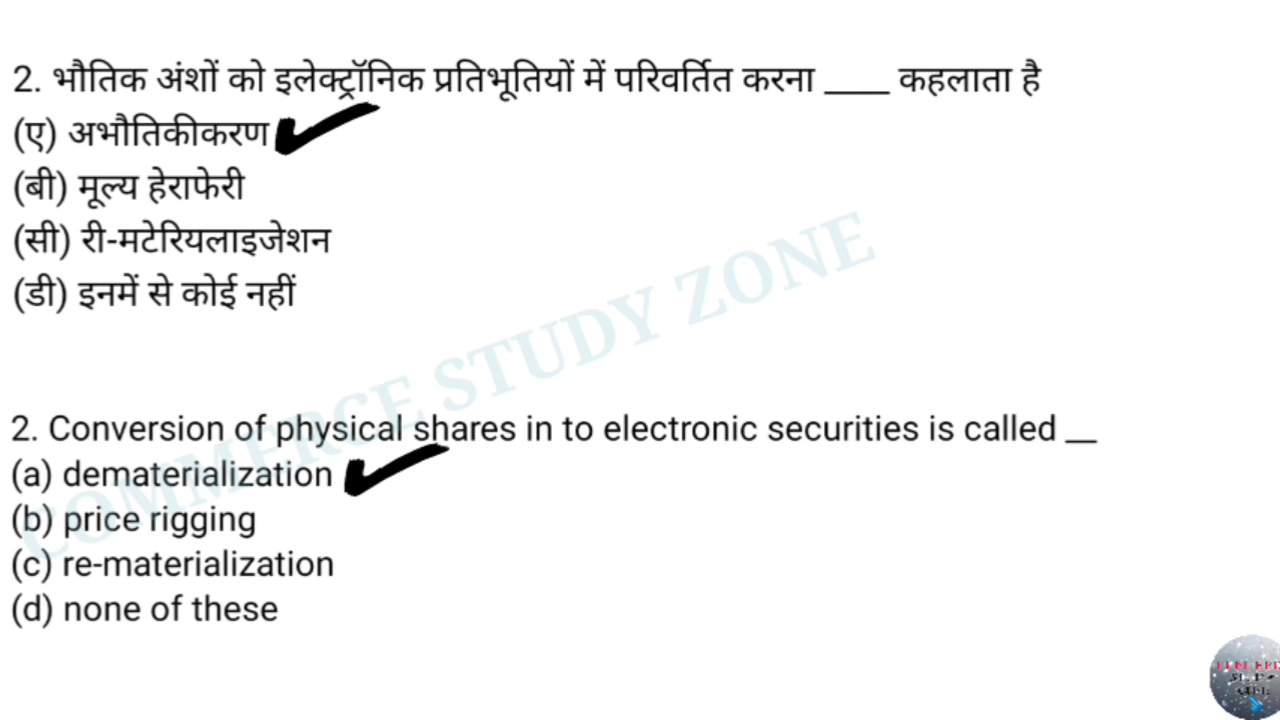 2. भौतिक अंशों को इलेक्ट्रॉनिक प्रतिभूतियों में परिवर्तित करना ____ कहलाता है
(ए) अभौतिकीकरण
(बी) मूल्य हेराफेरी
(सी) री-मटेरियलाइजेशन
(डी) इनमें से कोई नहीं
COMMERCE STUDY ZONE
2. Conversion of physical shares in to electronic securities is called __
(a) dematerialization
(b) price rigging
(c) re-materialization
(d) none of these